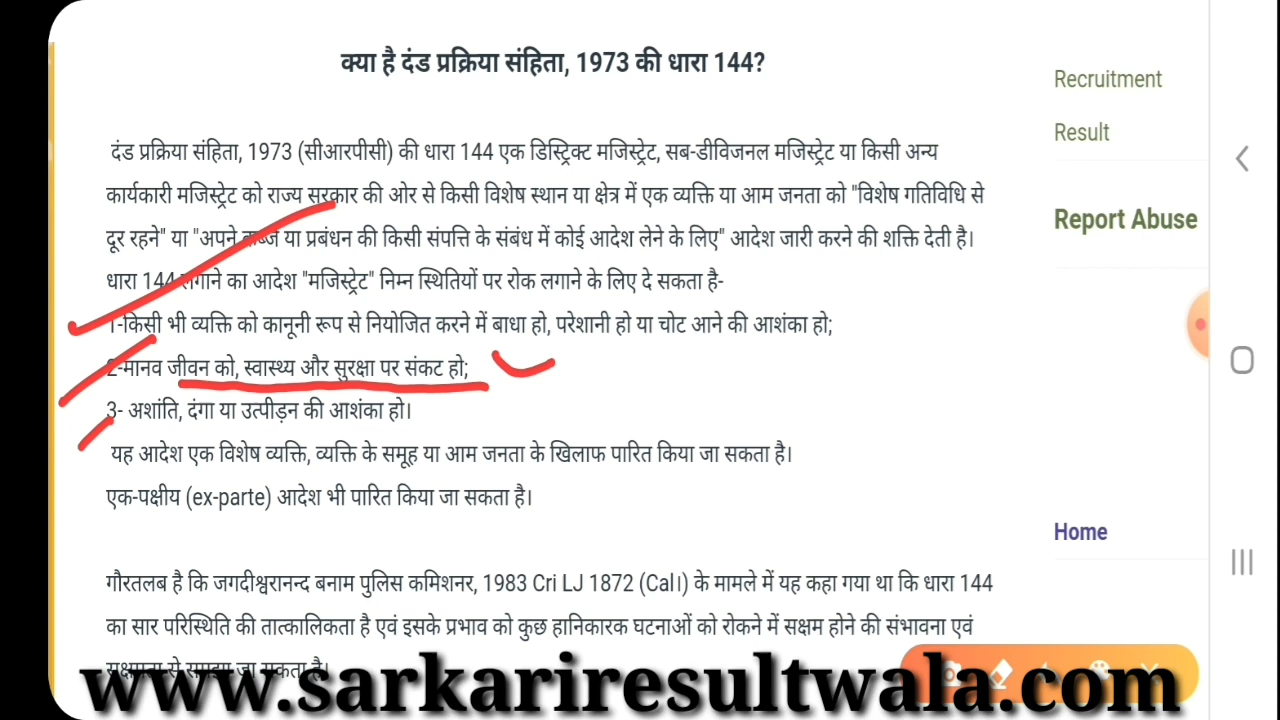 क्या है दंड प्रक्रिया संहिता, 1973 की धारा 144?
दंड प्रक्रिया संहिता, 1973 (सीआरपीसी) की धारा 144 एक डिस्ट्रिक्ट मजिस्ट्रेट, सब-डीविजनल मजिस्ट्रेट या किसी अन्य
कार्यकारी मजिस्ट्रेट को राज्य सरकार की ओर से किसी विशेष स्थान या क्षेत्र में एक व्यक्ति या आम जनता को "विशेष गतिविधि से
दूर रहने" या "अपने कब्जे या प्रबंधन की किसी संपत्ति के संबंध में कोई आदेश लेने के लिए" आदेश जारी करने की शक्ति देती है।
धारा 144 लगाने का आदेश "मजिस्ट्रेट" निम्न स्थितियों पर रोक लगाने के लिए दे सकता है-
1-किसी भी व्यक्ति को कानूनी रूप से नियोजित करने में बाधा हो, परेशानी हो या चोट आने की आशंका हो;
2-मानव जीवन को, स्वास्थ्य और सुरक्षा पर संकट हो;
3- अशांति, दंगा या उत्पीड़न की आशंका हो।
यह आदेश एक विशेष व्यक्ति, व्यक्ति के समूह या आम जनता के खिलाफ पारित किया जा सकता है।
एक-पक्षीय (ex-parte) आदेश भी पारित किया जा सकता है।
गौरतलब है कि जगदीश्वरानन्द बनाम पुलिस कमिशनर, 1983 Cri LJ 1872 (Cal।) के मामले में यह कहा गया था कि धारा 144
का सार परिस्थिति की तात्कालिकता है एवं इसके प्रभाव को कुछ हानिकारक घटनाओं को रोकने में सक्षम होने की संभावना एवं
से समझा जा सकता है।
www.sarkariresultwala.com
Recruitment
Result
Report Abuse
Home